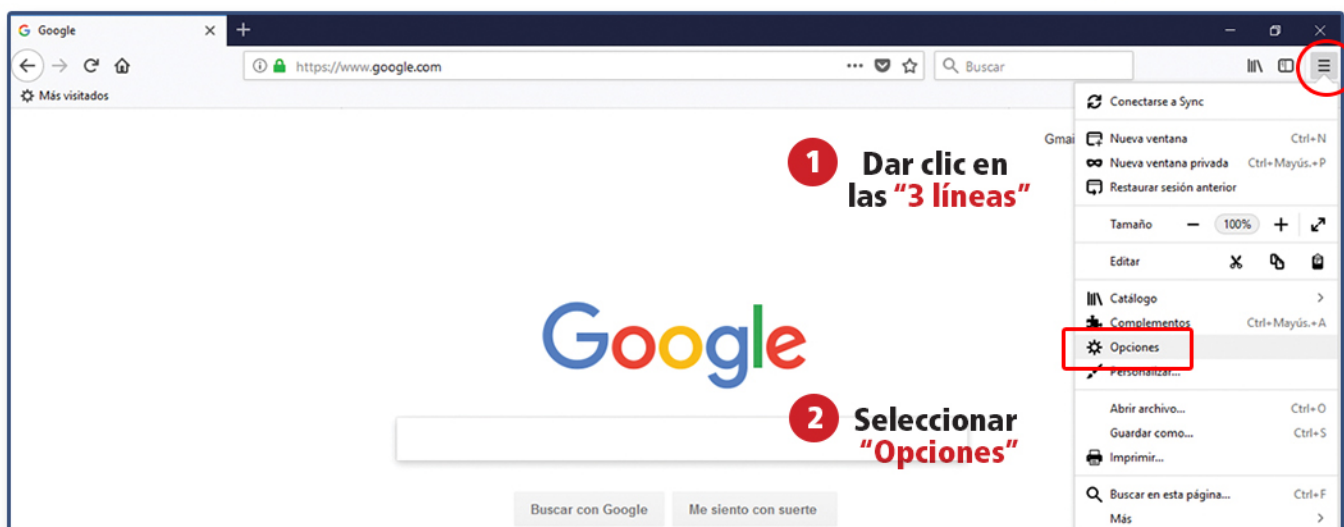 Google
https://www.google.com
Buscar
Más visitados
Conectarse a Sync
Gmai
Nueva ventana Ctrl+N
Nueva ventana privada Ctrl+Mayús.+P
Restaurar sesión anterior
Tamaño 100%
Editar
Catálogo
Complementos Ctrl+Mayús.+A
Opciones
Personalizar...
Abrir archivo... Ctrl+O
Guardar como... Ctrl+S
Imprimir...
Buscar en esta página... Ctrl+F
Más
1 Dar clic en
las "3 líneas"
Google
2 Seleccionar
"Opciones"
Buscar con Google Me siento con suerte